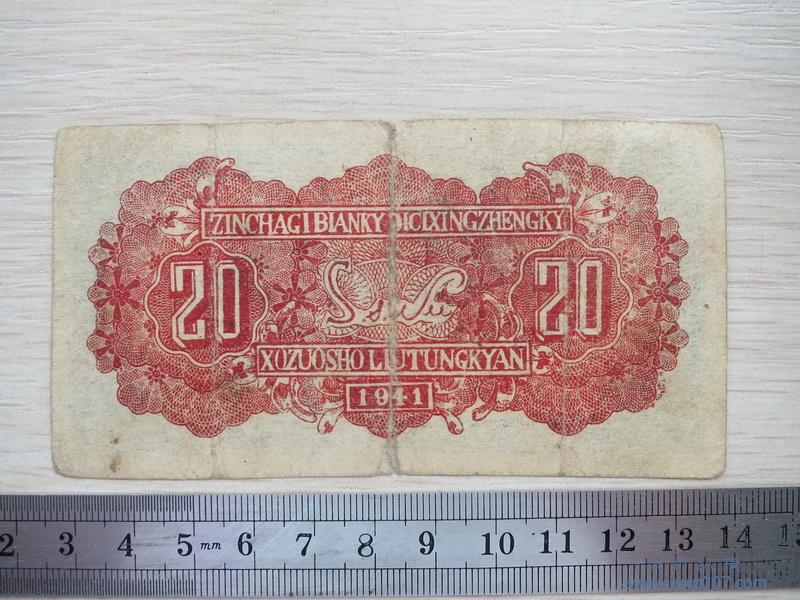 ZINCHAGI BIANKY DICIXINGZHENGKY
20
20
XOZUOSHO LIUTUNGKYAN
1941
2 3 4 5 mm 6 7 8 9 10 11 12 13 14